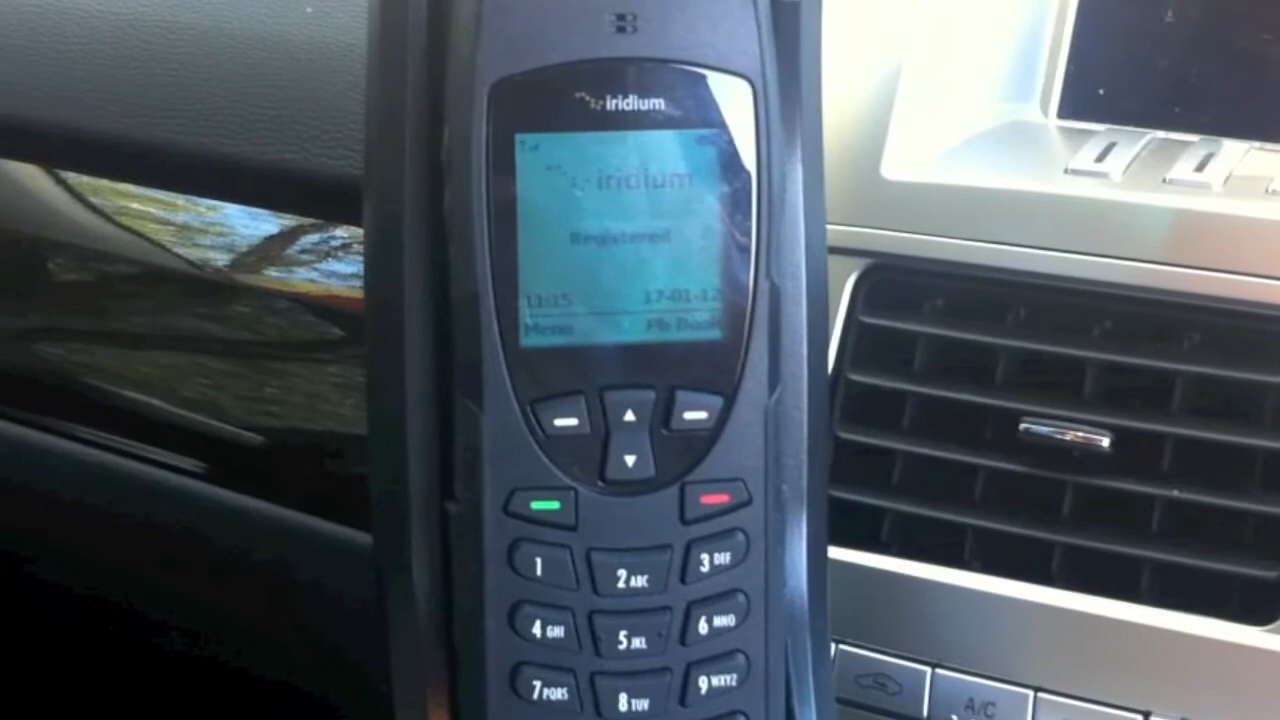 iridium
iridium
Registered
11:15 17-01-12
Menu Ph Book
1 2 ABC 3 DEF
4 GHI 5 JKL 6 MNO
7 PQRS 8 TUV 9 WXYZ
A/C